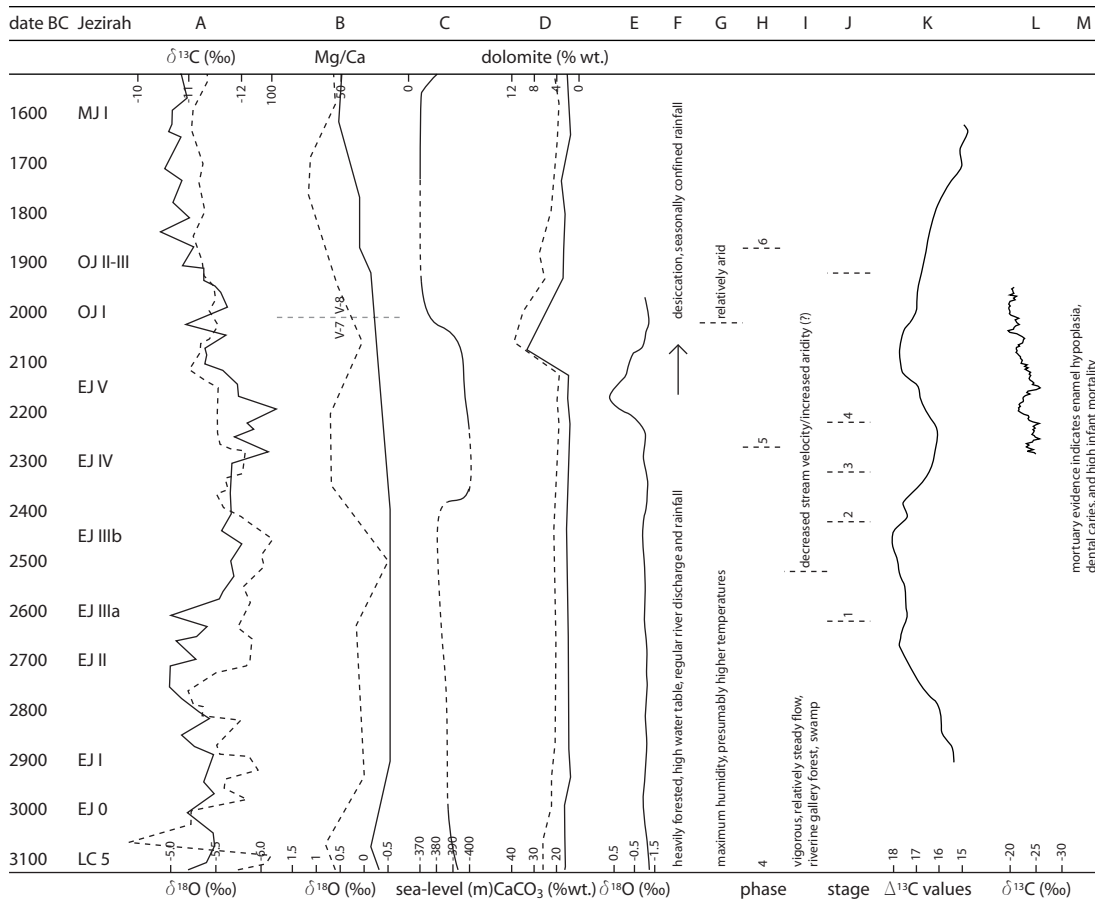 date BC Jezirah A B C D E F G H I J K L M
δ¹³C (‰) Mg/Ca dolomite (% wt.)
-10 11 -12 100 50 0 12 8 4 0
1600 MJ I
1700
1800
1900 OJ II-III
2000 OJ I
2100
2200 EJ V
2300 EJ IV
2400
2500 EJ IIIb
2600 EJ IIIa
2700 EJ II
2800
2900 EJ I
3000 EJ 0
3100 LC 5
V-7 V-8
desiccation, seasonally confined rainfall
heavily forested, high water table, regular river discharge and rainfall
relatively arid
maximum humidity, presumably higher temperatures
6
5
4
decreased stream velocity/increased aridity (?)
vigorous, relatively steady flow,
riverine gallery forest, swamp
4
3
2
1
mortuary evidence indicates enamel hypoplasia,
dental caries, and high infant mortality
-5.0 5.5 -6.0 1.5 1 0.5 0 -0.5 -370 -380 -390 -400 40 30 20 0.5 -0.5 -1.5 18 17 16 15 -20 -25 -30
δ¹⁸O (‰) δ¹⁸O (‰) sea-level (m) CaCO₃ (%wt.) δ¹⁸O (‰) phase stage Δ¹³C values δ¹³C (‰)